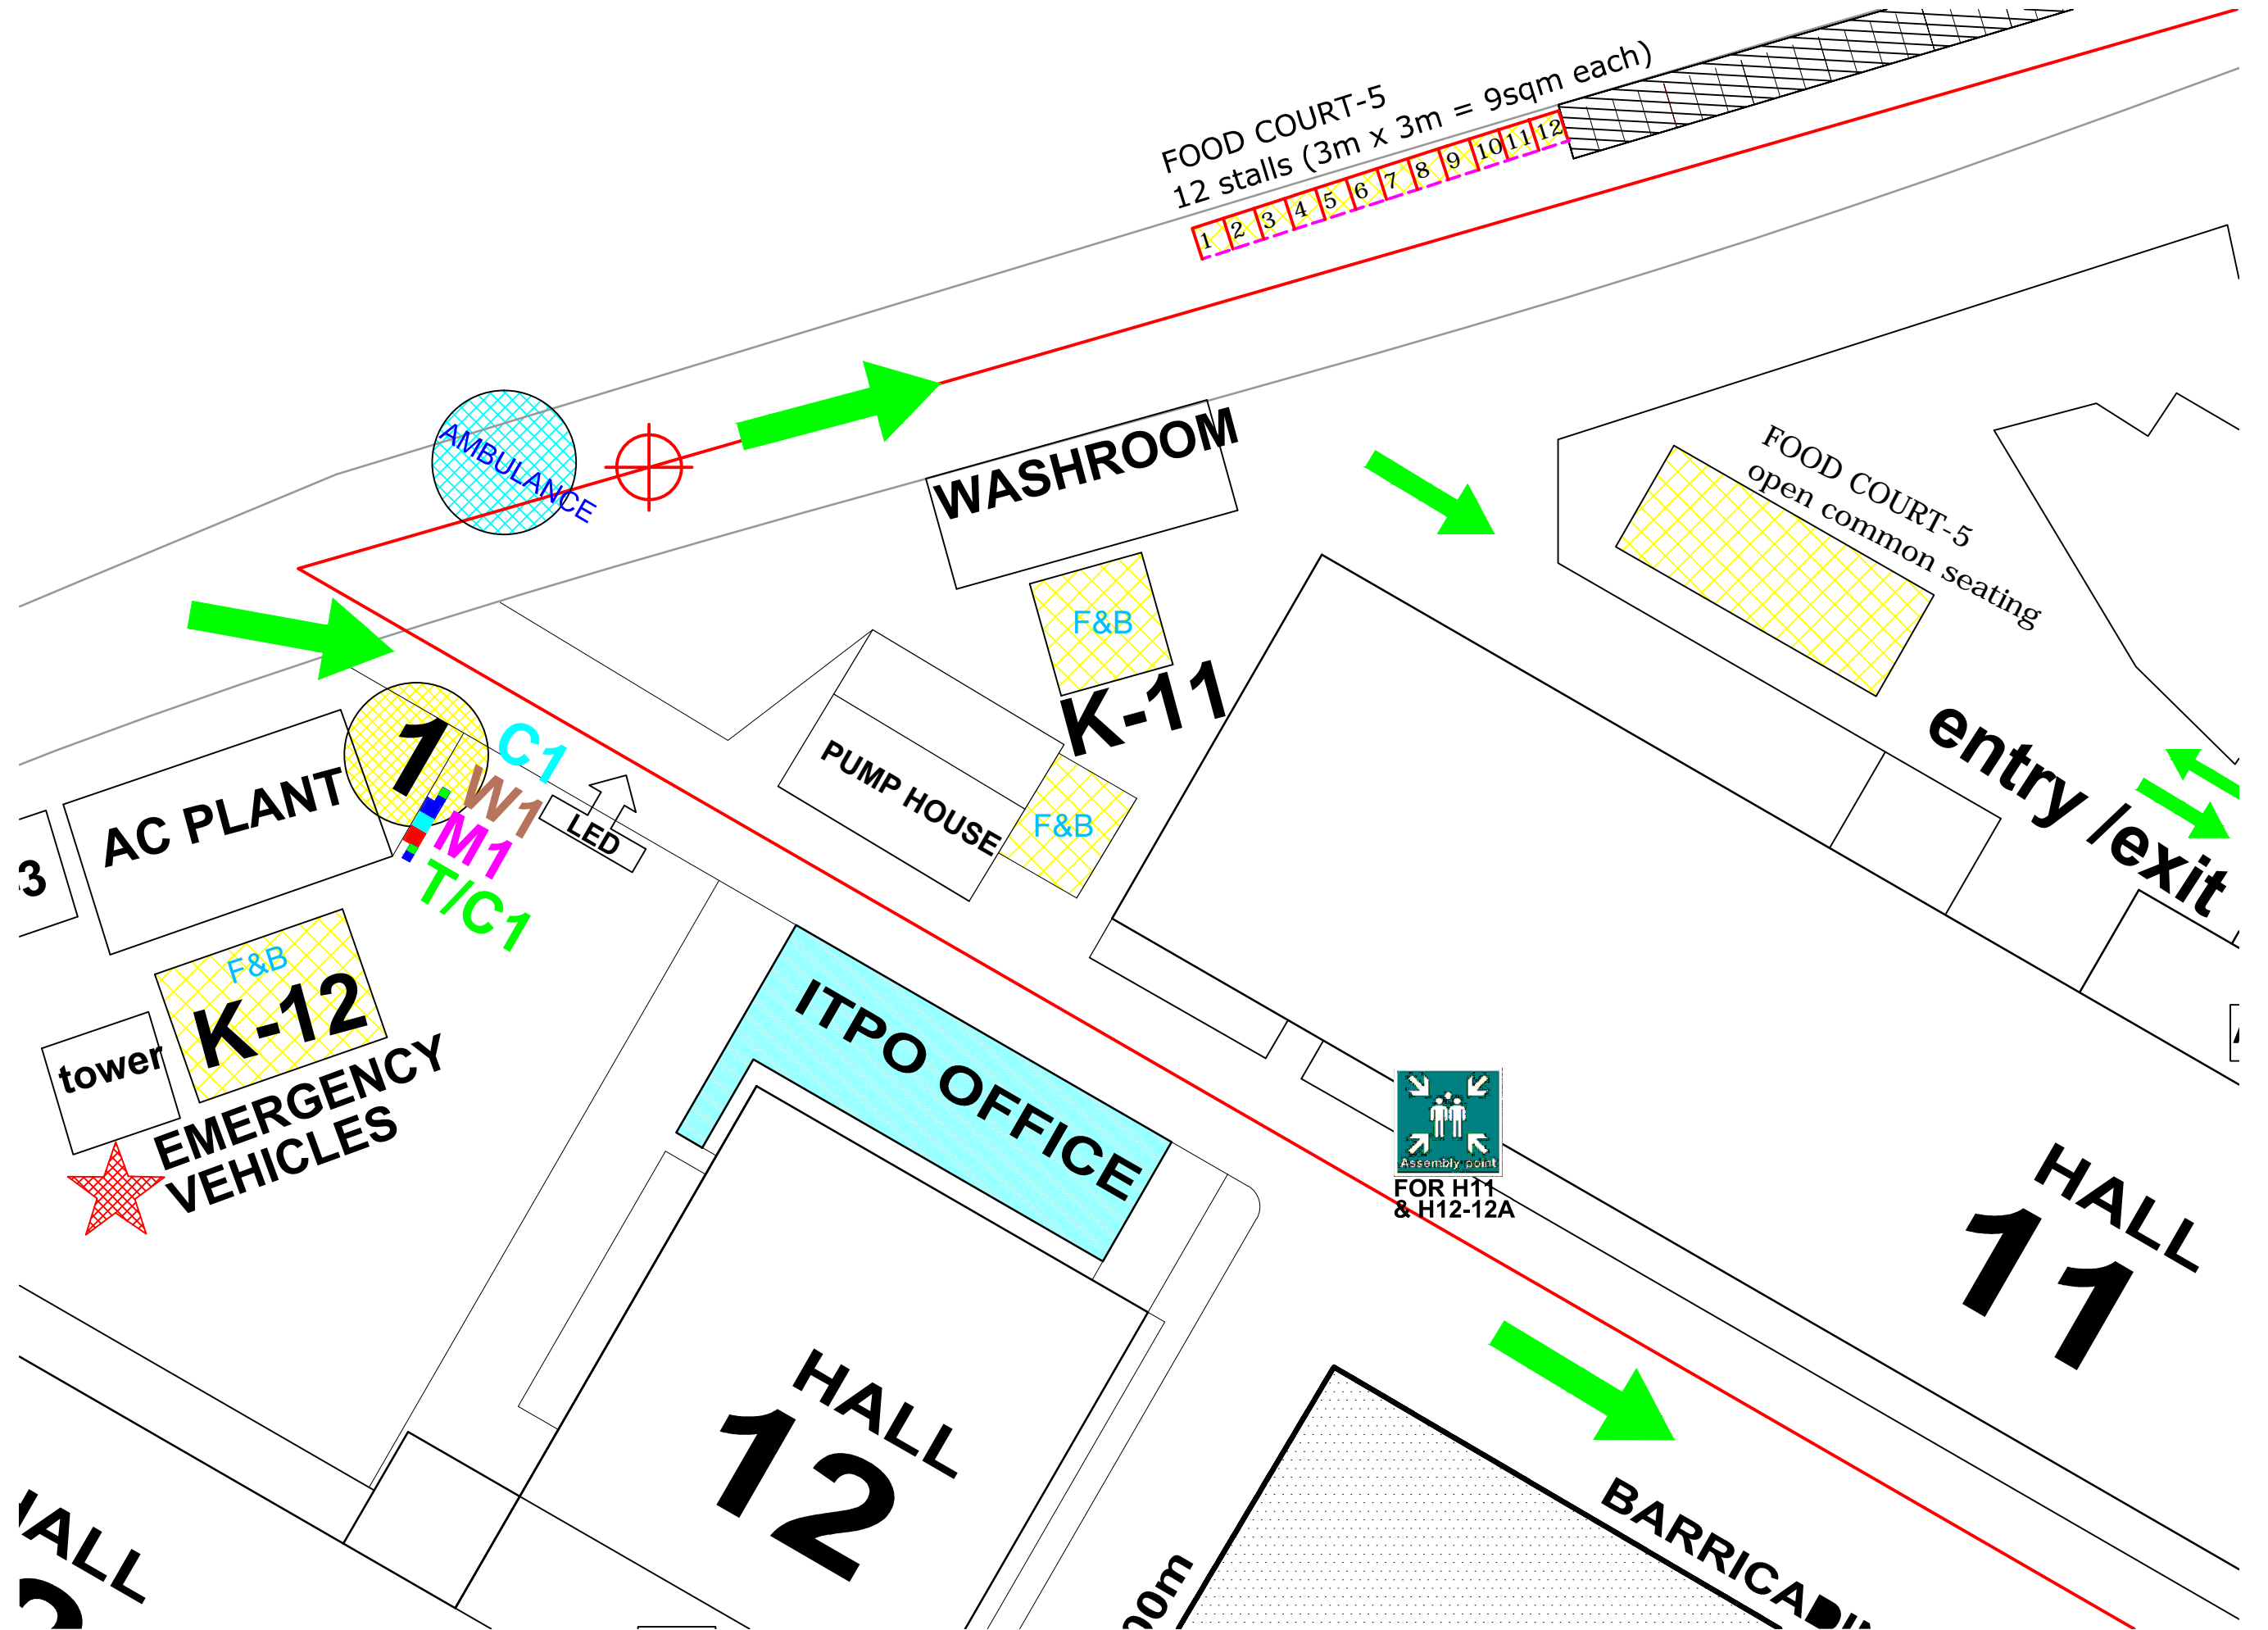 FOOD COURT-5
12 stalls (3m x 3m = 9sqm each)
1 2 3 4 5 6 7 8 9 10 11 12
AMBULANCE
WASHROOM
FOOD COURT-5
open common seating
F&B
K-11
PUMP HOUSE
F&B
entry /exit
1
C1
W1
M1
T/C1
LED
AC PLANT
3
F&B
K-12
tower
EMERGENCY
VEHICLES
ITPO OFFICE
Assembly point
FOR H11
& H12-12A
HALL
11
HALL
12
HALL
BARRICADI
00m